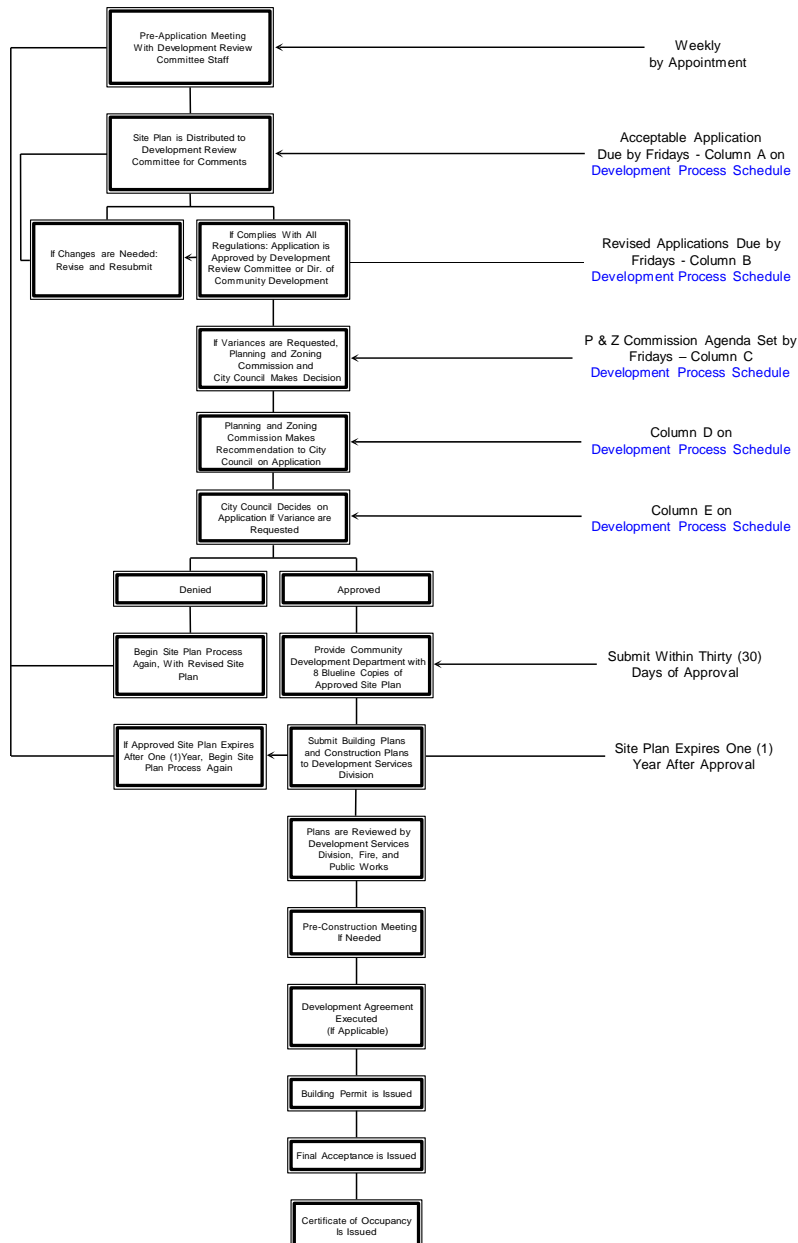 Pre-Application Meeting
With Development Review
Committee Staff
Weekly
by Appointment
Site Plan is Distributed to
Development Review
Committee for Comments
Acceptable Application
Due by Fridays - Column A on
Development Process Schedule
If Changes are Needed:
Revise and Resubmit
If Complies With All
Regulations: Application is
Approved by Development
Review Committee or Dir. of
Community Development
Revised Applications Due by
Fridays - Column B
Development Process Schedule
If Variances are Requested,
Planning and Zoning
Commission and
City Council Makes Decision
P & Z Commission Agenda Set by
Fridays – Column C
Development Process Schedule
Planning and Zoning
Commission Makes
Recommendation to City
Council on Application
Column D on
Development Process Schedule
City Council Decides on
Application If Variance are
Requested
Column E on
Development Process Schedule
Denied
Approved
Begin Site Plan Process
Again, With Revised Site
Plan
Provide Community
Development Department with
8 Blueline Copies of
Approved Site Plan
Submit Within Thirty (30)
Days of Approval
If Approved Site Plan Expires
After One (1)Year, Begin Site
Plan Process Again
Submit Building Plans
and Construction Plans
to Development Services
Division
Site Plan Expires One (1)
Year After Approval
Plans are Reviewed by
Development Services
Division, Fire, and
Public Works
Pre-Construction Meeting
If Needed
Development Agreement
Executed
(If Applicable)
Building Permit is Issued
Final Acceptance is Issued
Certificate of Occupancy
Is Issued